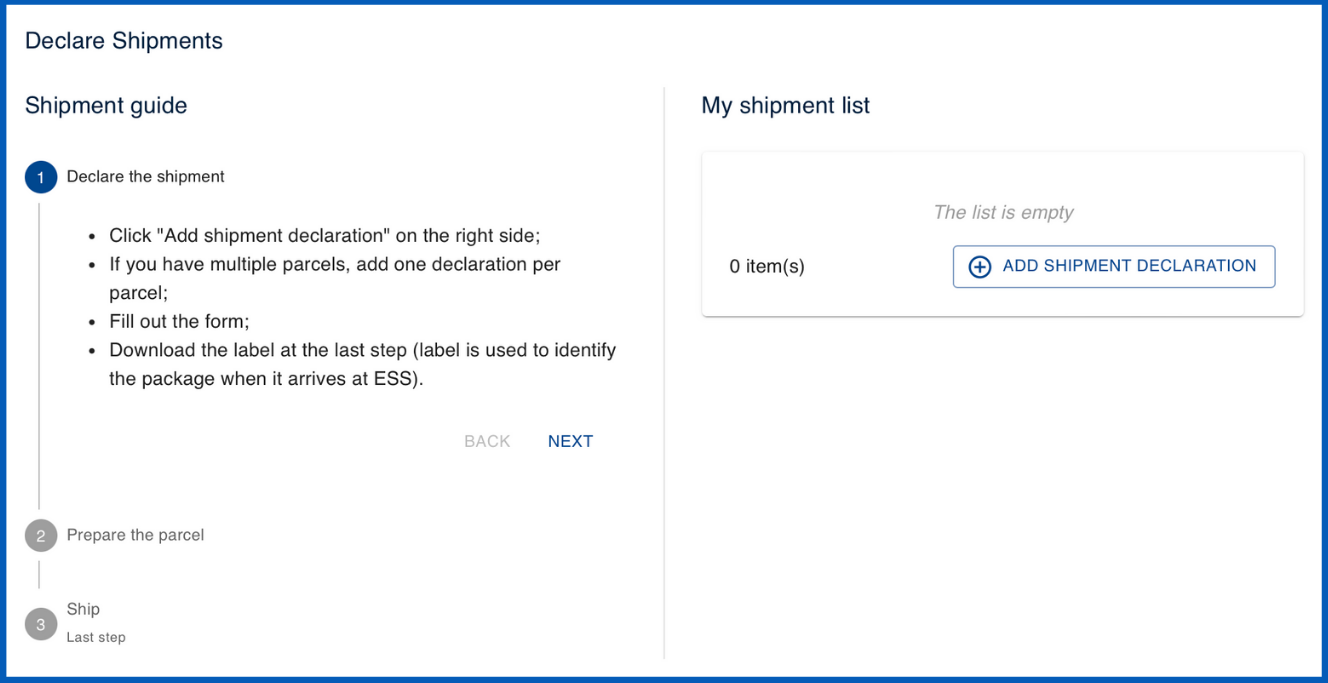 Declare Shipments
Shipment guide
1 Declare the shipment
• Click "Add shipment declaration" on the right side;
• If you have multiple parcels, add one declaration per
parcel;
• Fill out the form;
• Download the label at the last step (label is used to identify
the package when it arrives at ESS).
BACK NEXT
2 Prepare the parcel
3 Ship
Last step
My shipment list
The list is empty
0 item(s) ADD SHIPMENT DECLARATION